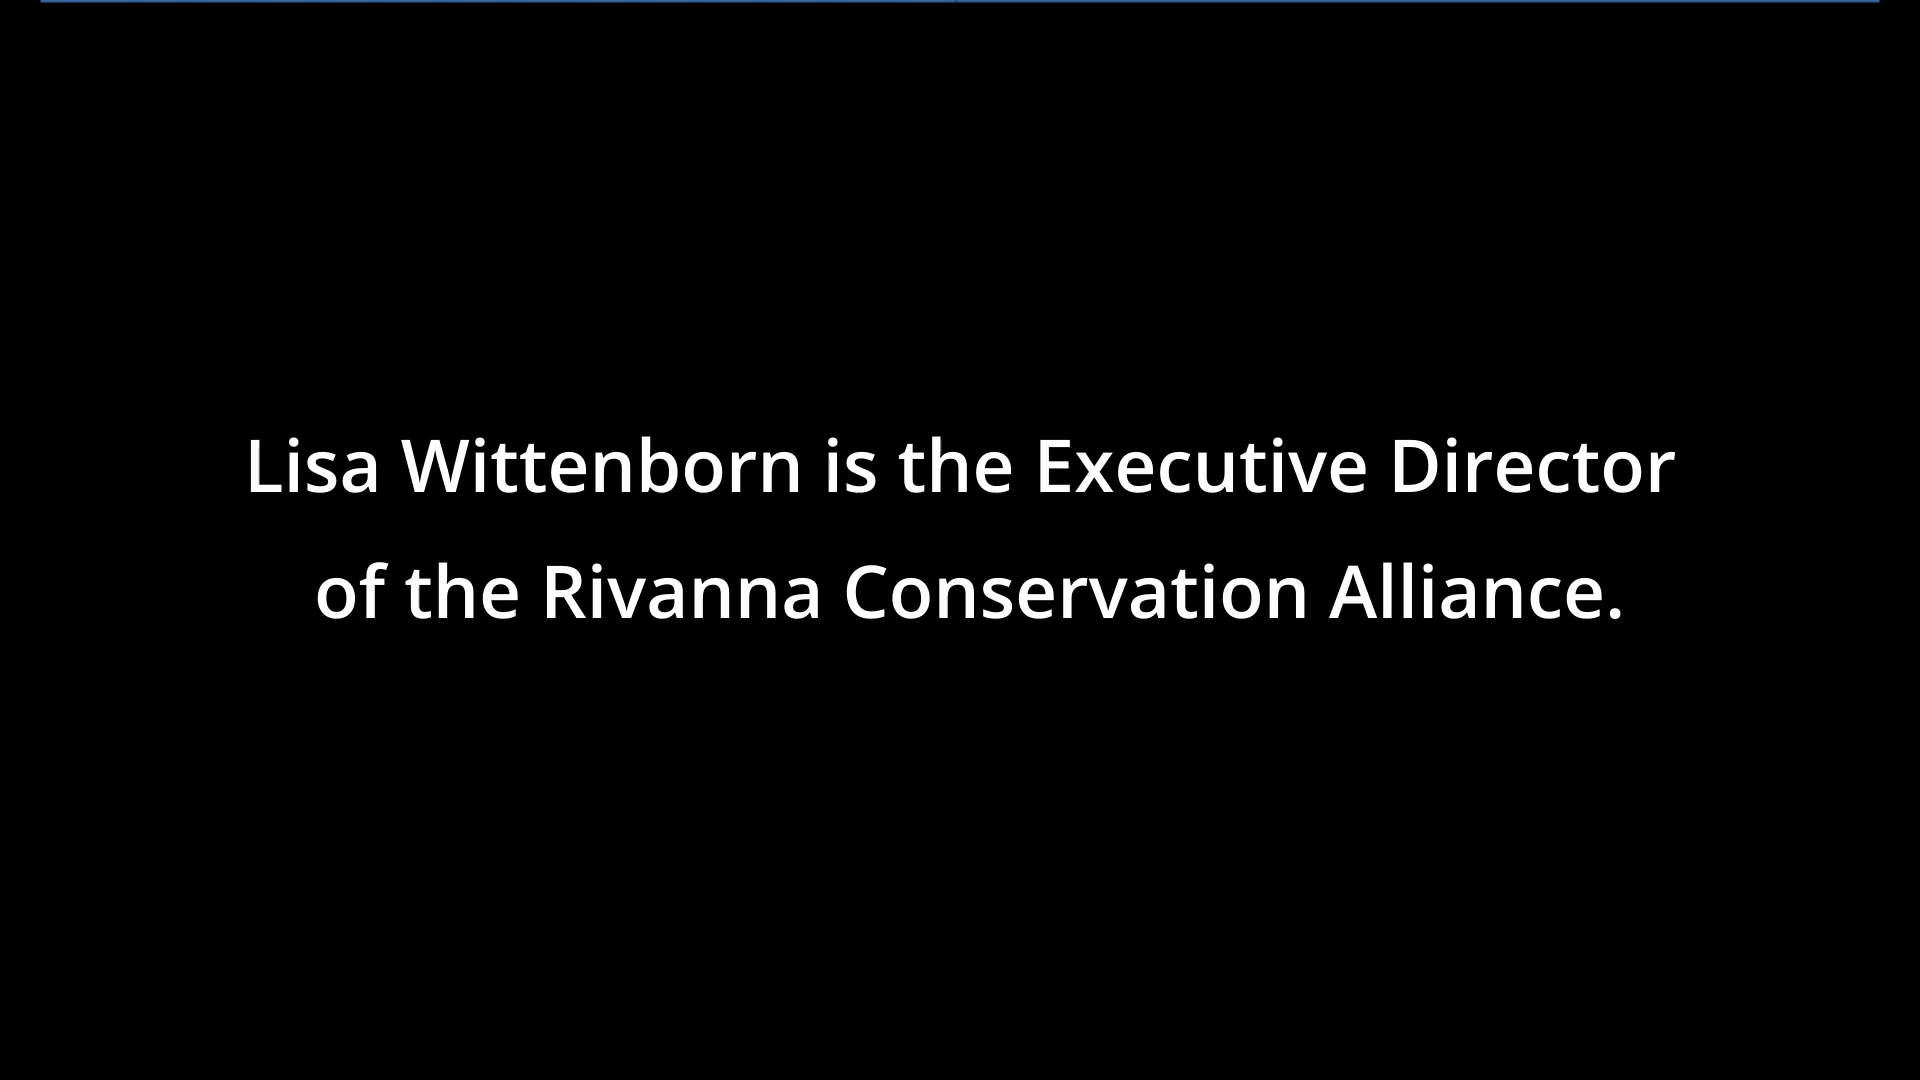 Lisa Wittenborn is the Executive Director
of the Rivanna Conservation Alliance.